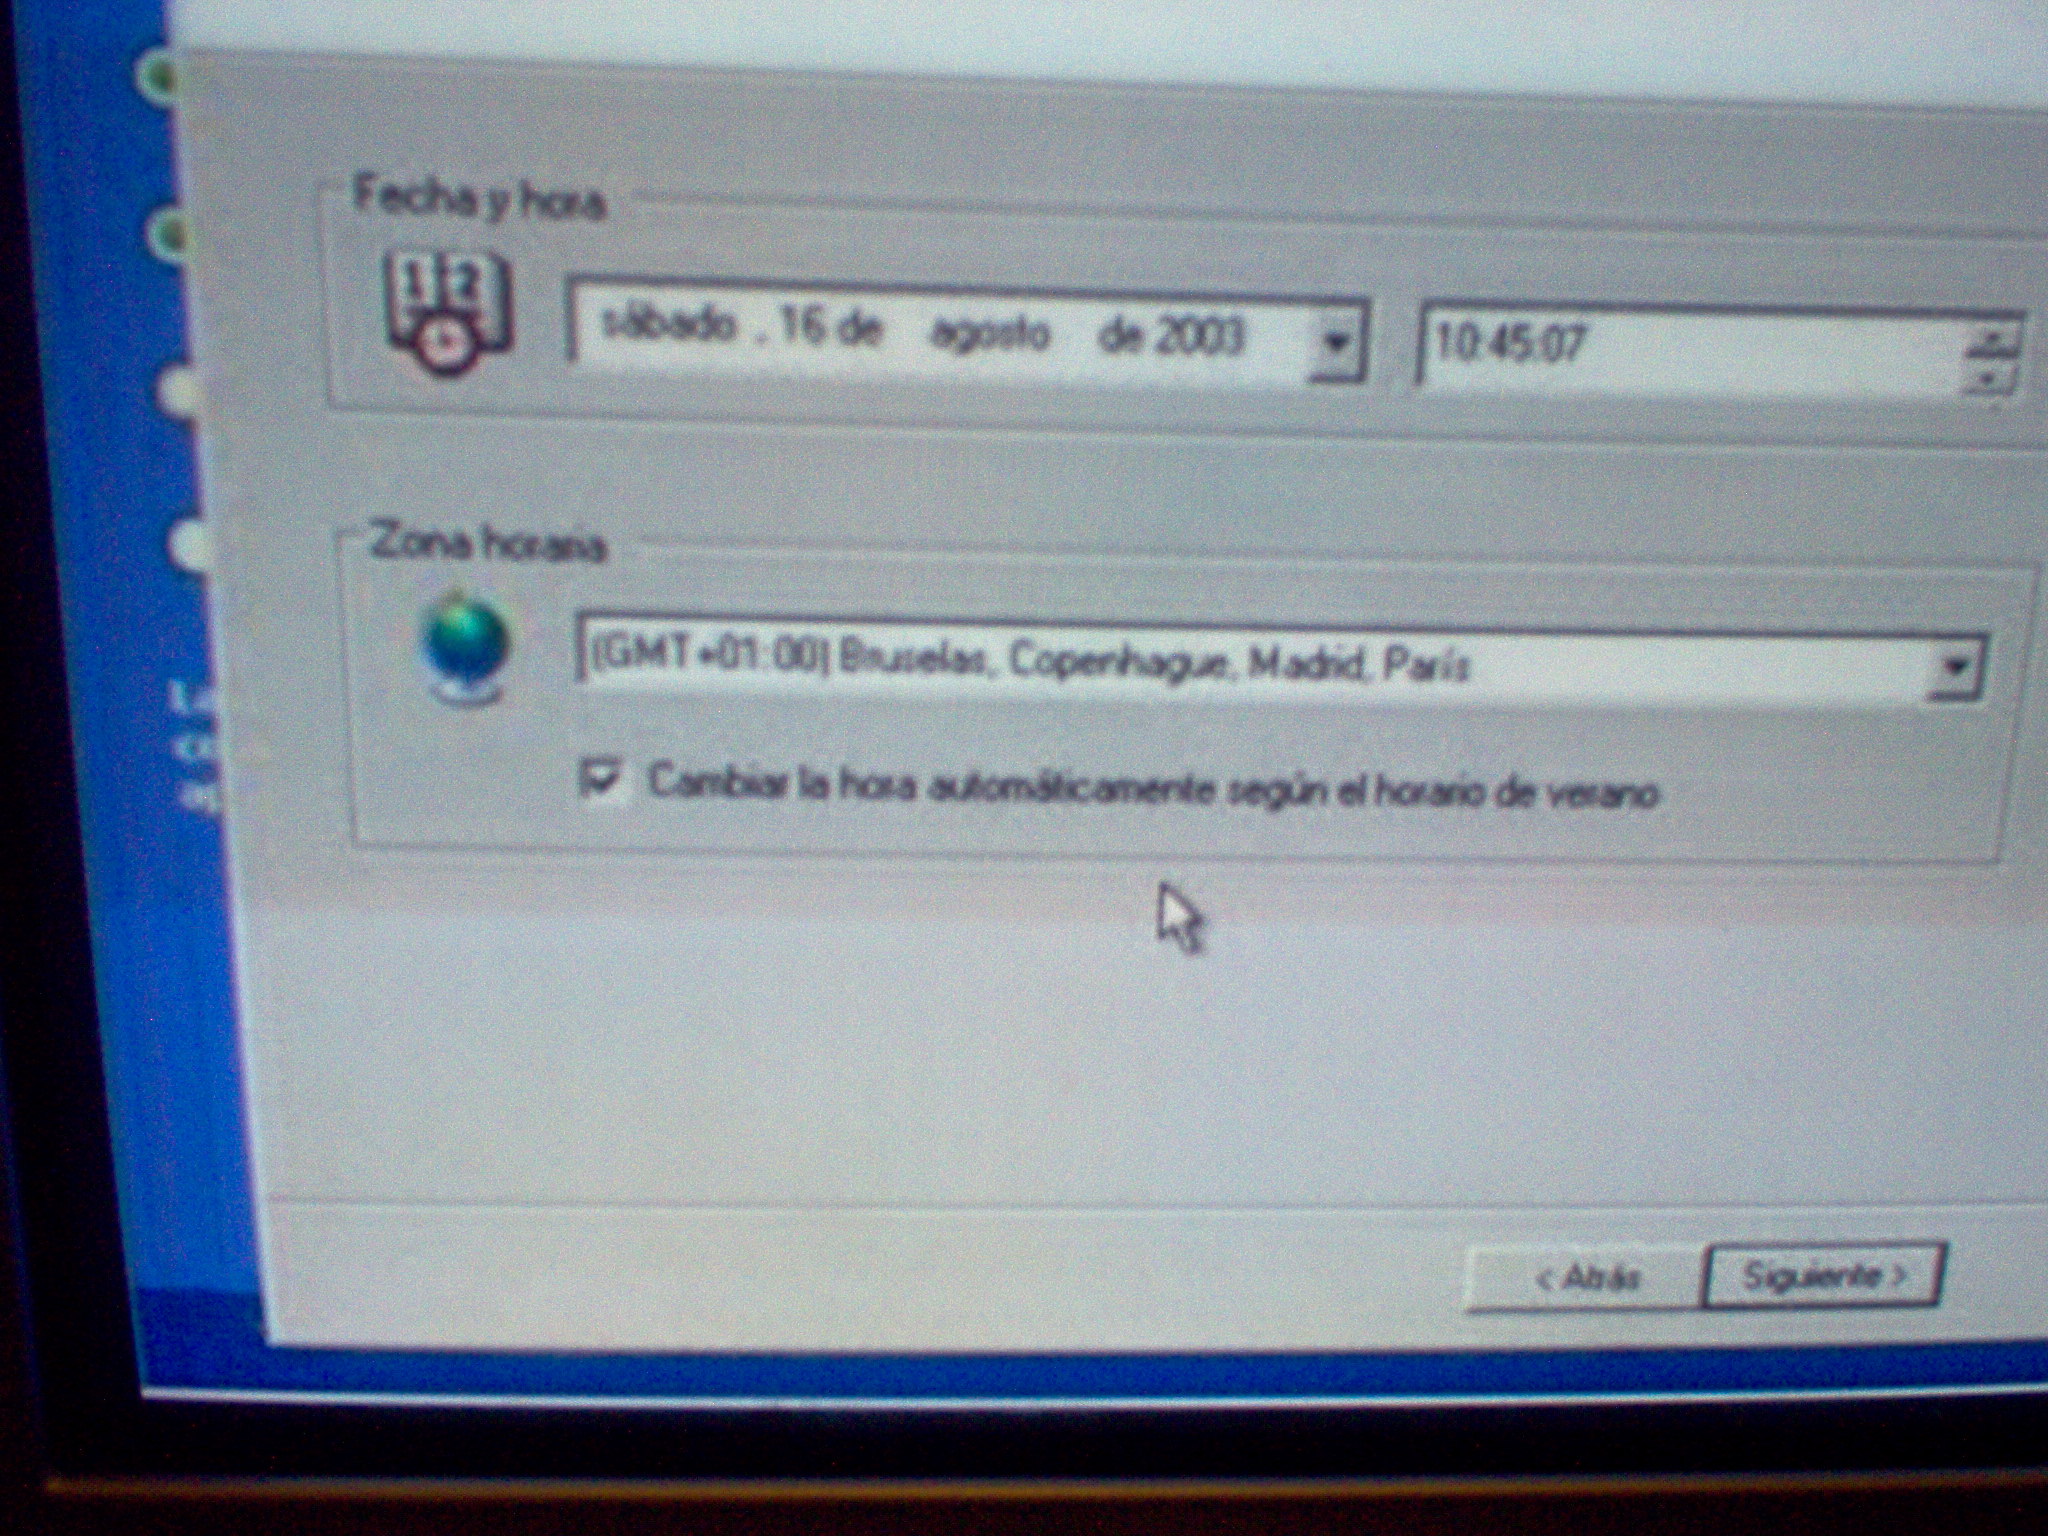 Fecha y hora
12
sábado , 16 de agosto de 2003
10:45:07
Zona horaria
(GMT+01:00) Bruselas, Copenhague, Madrid, París
Cambiar la hora automáticamente según el horario de verano
< Atrás
Siguiente >